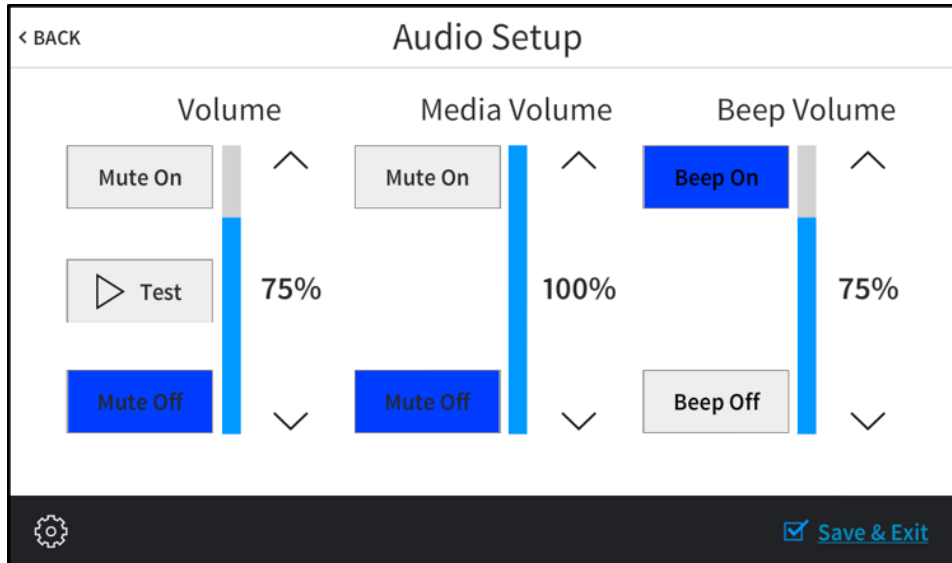 < BACK
Audio Setup
Volume
Media Volume
Beep Volume
Mute On
Mute On
Beep On
Test
75%
100%
75%
Mute Off
Mute Off
Beep Off
Save & Exit